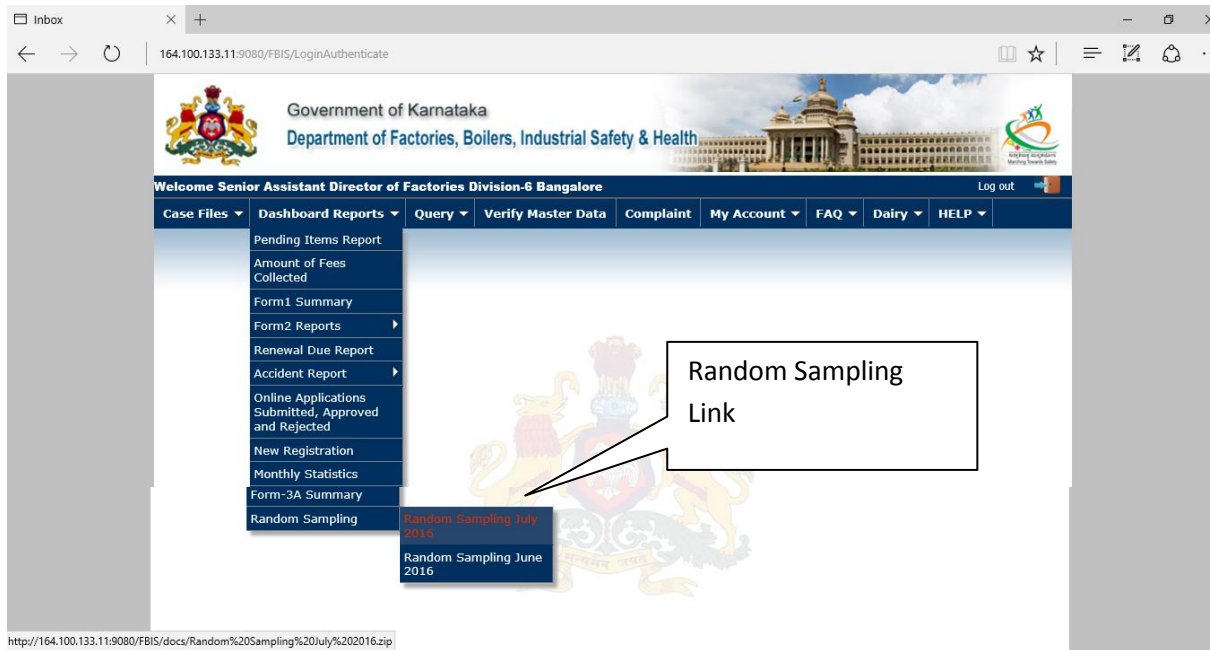 Inbox
164.100.133.11:9080/FBIS/LoginAuthenticate
Government of Karnataka
Department of Factories, Boilers, Industrial Safety & Health
Welcome Senior Assistant Director of Factories Division-6 Bangalore
Log out
Case Files Dashboard Reports Query Verify Master Data Complaint My Account FAQ Dairy HELP
Pending Items Report
Amount of Fees
Collected
Form1 Summary
Form2 Reports
Renewal Due Report
Accident Report
Online Applications
Submitted, Approved
and Rejected
New Registration
Monthly Statistics
Form-3A Summary
Random Sampling
Random Sampling July
2016
Random Sampling June
2016
Random Sampling
Link
http://164.100.133.11:9080/FBIS/docs/Random%20Sampling%20July%202016.zip